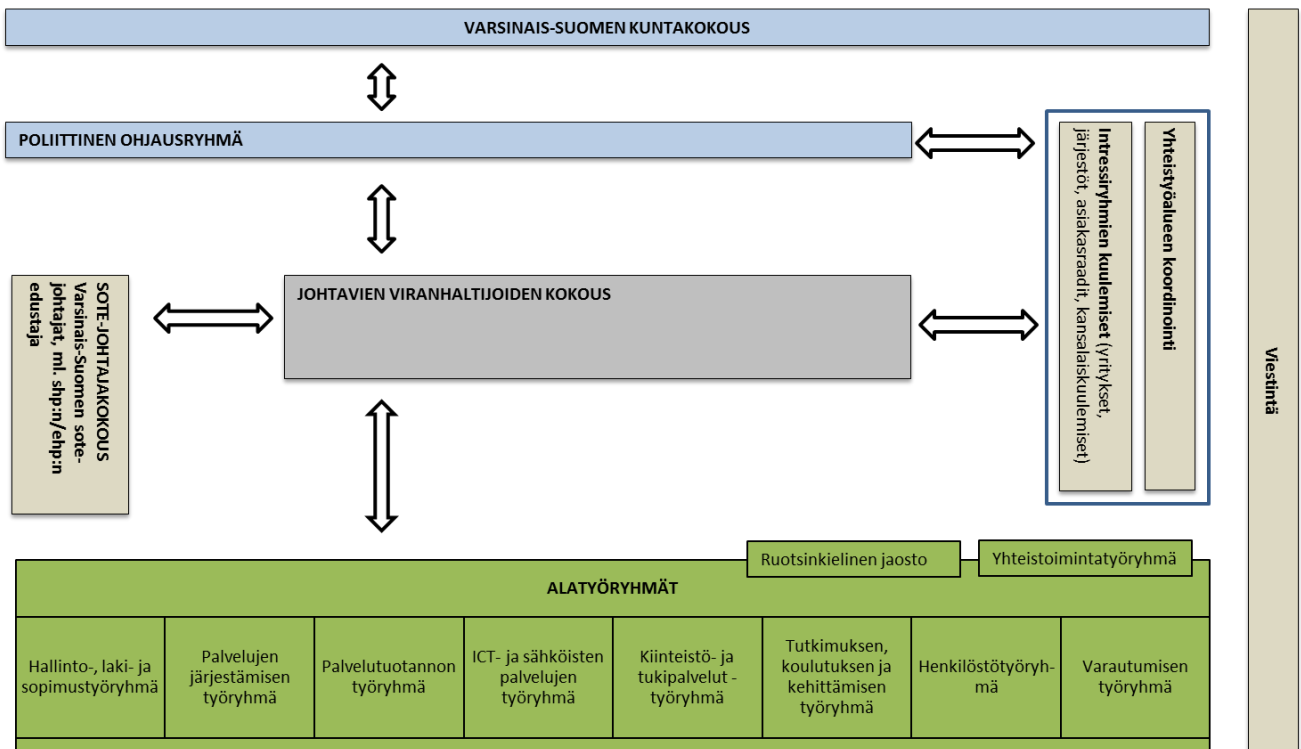 VARSINAIS-SUOMEN KUNTAKOKOUS
POLIITTINEN OHJAUSRYHMÄ
Intressiryhmien kuulemiset (yritykset,
järjestöt, asiakasraadit, kansalaiskuulemiset)
Yhteistyöalueen koordinointi
Viestintä
SOTE-JOHTAJAKOKOUS
Varsinais-Suomen sote-
johtajat, ml. shp:n/ehp:n
edustaja
JOHTAVIEN VIRANHALTIJOIDEN KOKOUS
Ruotsinkielinen jaosto
Yhteistoimintatyöryhmä
ALATYÖRYHMÄT
Hallinto-, laki- ja
sopimustyöryhmä
Palvelujen
järjestämisen
työryhmä
Palvelutuotannon
työryhmä
ICT- ja sähköisten
palvelujen
työryhmä
Kiinteistö- ja
tukipalvelut -
työryhmä
Tutkimuksen,
koulutuksen ja
kehittämisen
työryhmä
Henkilöstötyöryh-
mä
Varautumisen
työryhmä